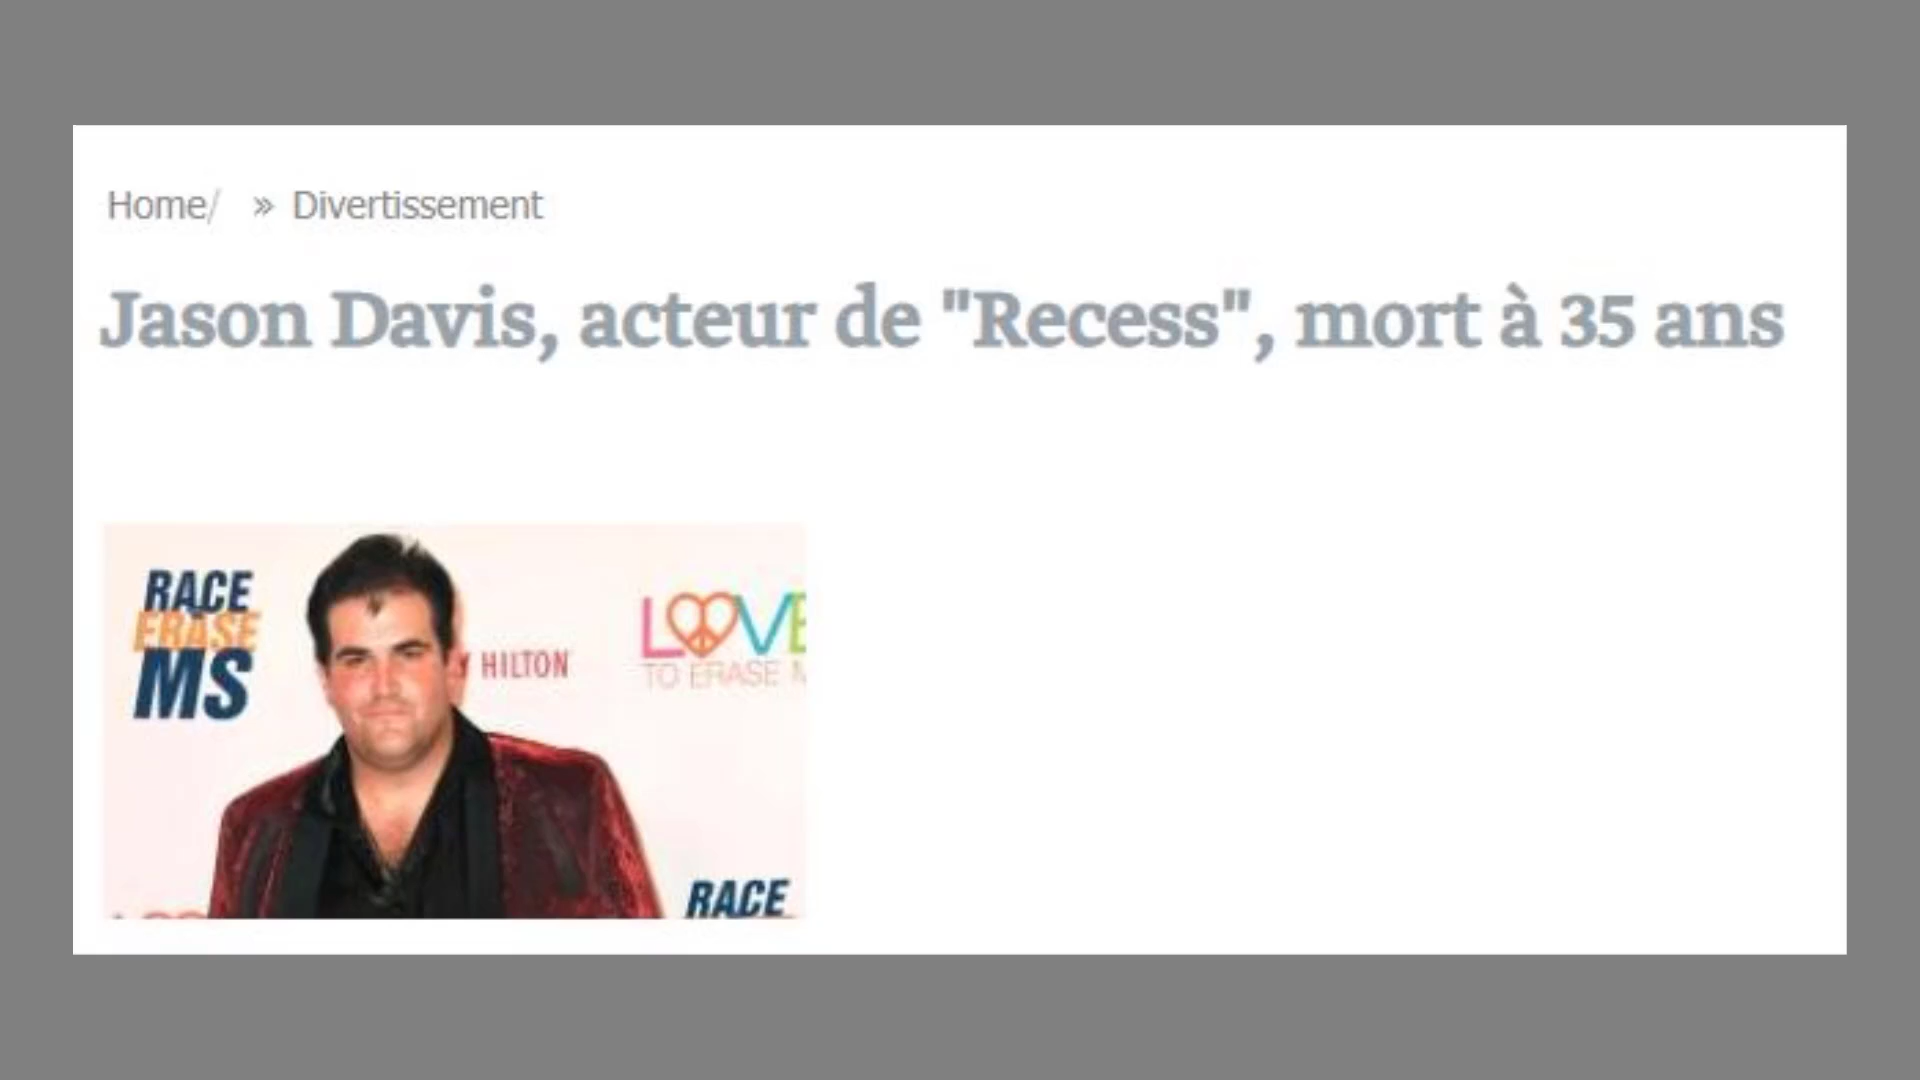 Home/ » Divertissement
Jason Davis, acteur de "Recess", mort à 35 ans
RACE
ERASE
MS
HILTON
LOVE
TO ERASE M
RACE